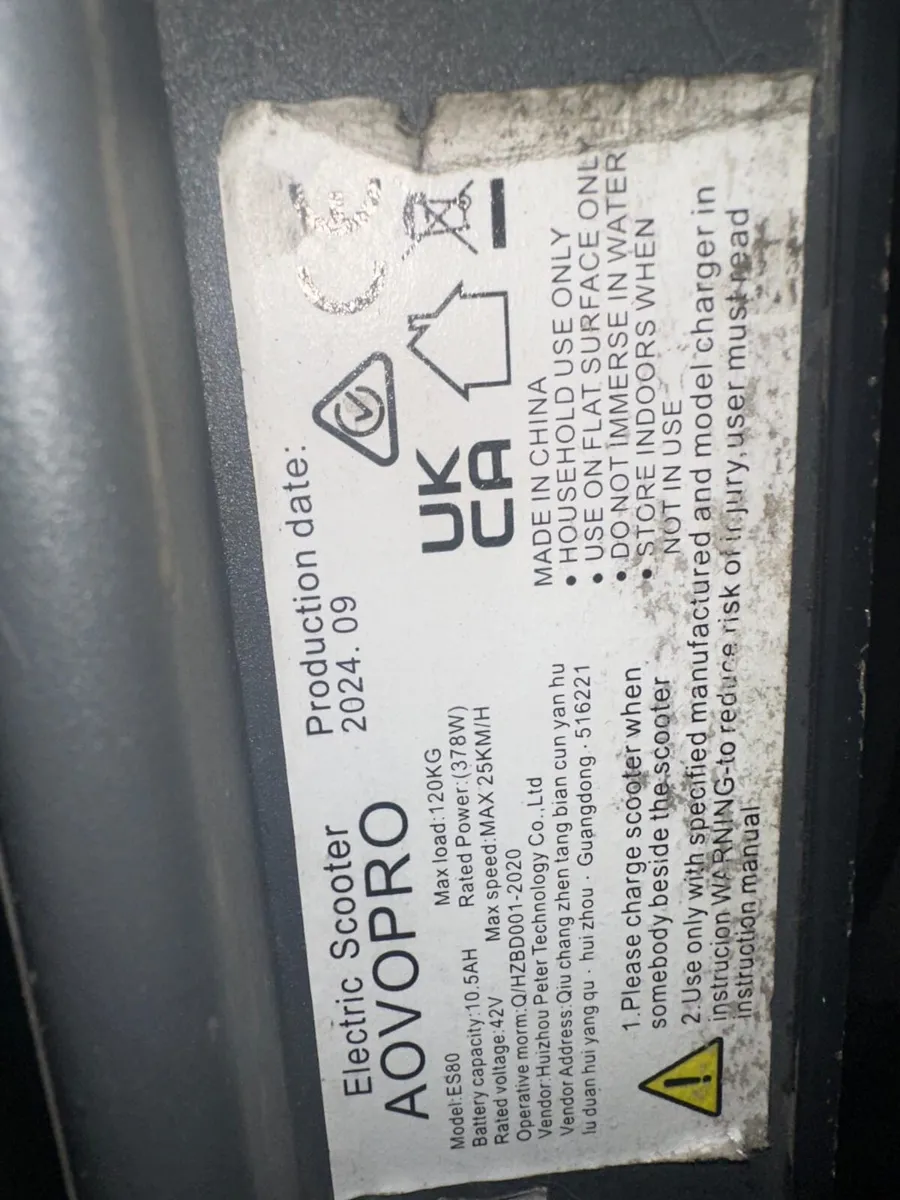 Electric Scooter
AOVOPRO
Production date:
2024. 09
Model:ES80
Max load:120KG
Battery capacity:10.5AH
Rated Power:(378W)
Rated voltage:42V
Max speed:MAX 25KM/H
Operative morm:Q/HZBD001-2020
Vendor:Huizhou Peter Technology Co.,Ltd
Vendor Address:Qiu chang zhen tang bian cun yan hu
lu duan hui yang qu · hui zhou · Guangdong · 516221
CE
UK
CA
MADE IN CHINA
• HOUSEHOLD USE ONLY
• USE ON FLAT SURFACE ONLY
• DO NOT IMMERSE IN WATER
• STORE INDOORS WHEN
NOT IN USE
1.Please charge scooter when
somebody beside the scooter
2.Use only with specified manufactured and model charger in
instrucion WARNING-to reduce risk of in jury,user must read
instruction manual